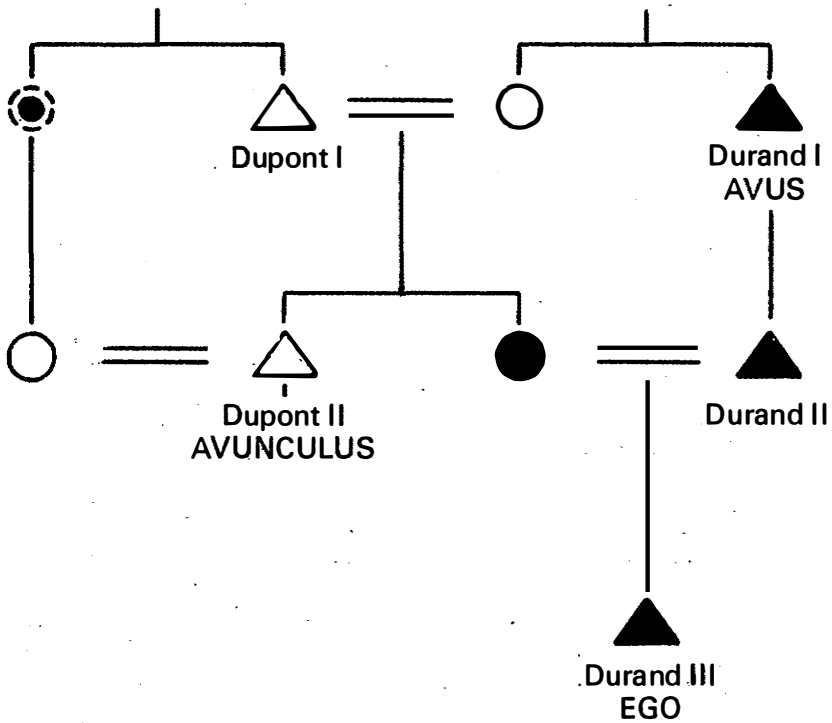 Dupont I
Durand I
AVUS
Dupont II
AVUNCULUS
Durand II
Durand III
EGO